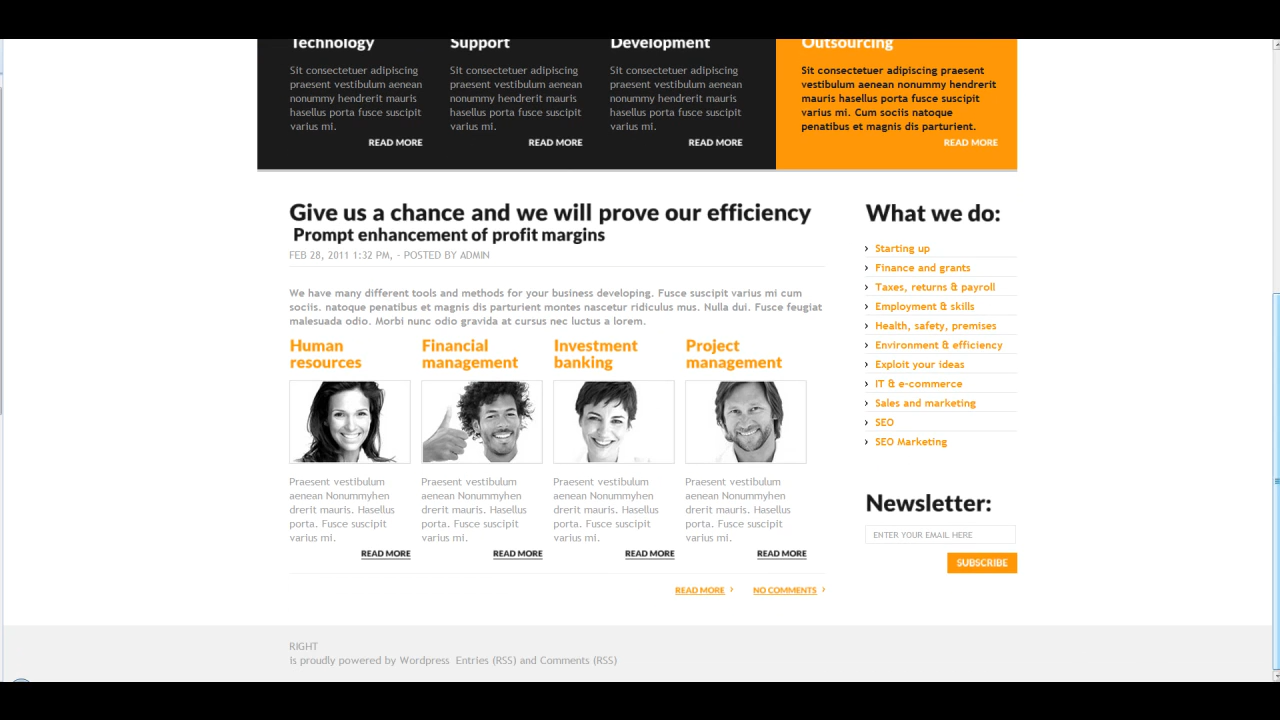 Technology
Sit consectetuer adipiscing
praesent vestibulum aenean
nonummy hendrerit mauris
hasellus porta fusce suscipit
varius mi.
READ MORE
Support
Sit consectetuer adipiscing
praesent vestibulum aenean
nonummy hendrerit mauris
hasellus porta fusce suscipit
varius mi.
READ MORE
Development
Sit consectetuer adipiscing
praesent vestibulum aenean
nonummy hendrerit mauris
hasellus porta fusce suscipit
varius mi.
READ MORE
Outsourcing
Sit consectetuer adipiscing praesent
vestibulum aenean nonummy hendrerit
mauris hasellus porta fusce suscipit
varius mi. Cum sociis natoque
penatibus et magnis dis parturient.
READ MORE
Give us a chance and we will prove our efficiency
Prompt enhancement of profit margins
FEB 28, 2011 1:32 PM, - POSTED BY ADMIN
We have many different tools and methods for your business developing. Fusce suscipit varius mi cum
sociis. natoque penatibus et magnis dis parturient montes nascetur ridiculus mus. Nulla dui. Fusce feugiat
malesuada odio. Morbi nunc odio gravida at cursus nec luctus a lorem.
Human
resources
Praesent vestibulum
aenean Nonummyhen
drerit mauris. Hasellus
porta. Fusce suscipit
varius mi.
READ MORE
Financial
management
Praesent vestibulum
aenean Nonummyhen
drerit mauris. Hasellus
porta. Fusce suscipit
varius mi.
READ MORE
Investment
banking
Praesent vestibulum
aenean Nonummyhen
drerit mauris. Hasellus
porta. Fusce suscipit
varius mi.
READ MORE
Project
management
Praesent vestibulum
aenean Nonummyhen
drerit mauris. Hasellus
porta. Fusce suscipit
varius mi.
READ MORE
READ MORE
NO COMMENTS
What we do:
Starting up
Finance and grants
Taxes, returns & payroll
Employment & skills
Health, safety, premises
Environment & efficiency
Exploit your ideas
IT & e-commerce
Sales and marketing
SEO
SEO Marketing
Newsletter:
ENTER YOUR EMAIL HERE
SUBSCRIBE
RIGHT
is proudly powered by Wordpress Entries (RSS) and Comments (RSS)